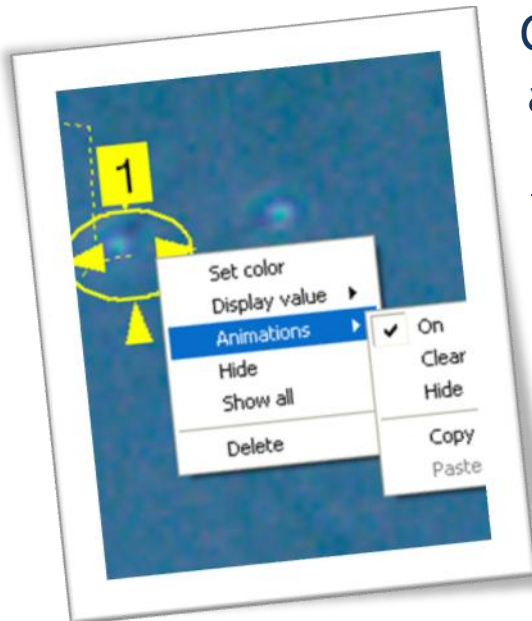 1
Set color
Display value
Animations
Hide
Show all
Delete
On
Clear
Hide
Copy
Paste